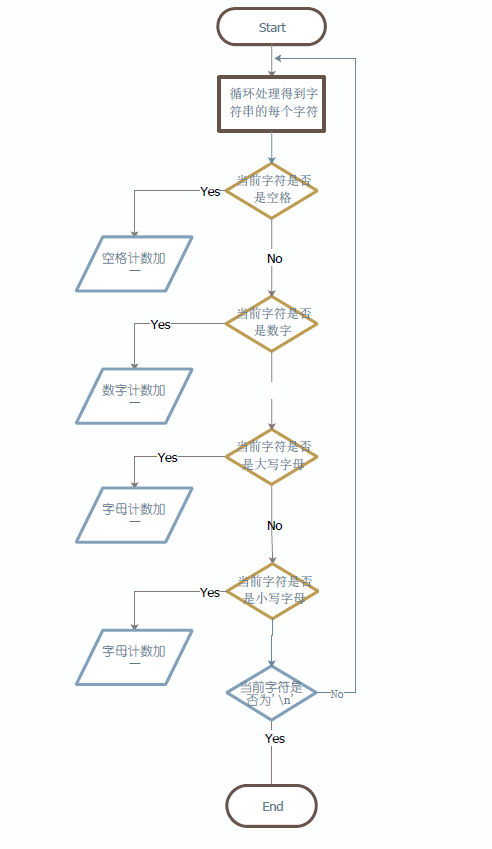 Start
循环处理得到字
符串的每个字符
当前字符是否
是空格
Yes
空格计数加
一
No
当前字符是否
是数字
Yes
数字计数加
一
当前字符是否
是大写字母
Yes
字母计数加
一
No
当前字符是否
是小写字母
Yes
字母计数加
一
当前字符是
否为’\n’
No
Yes
End